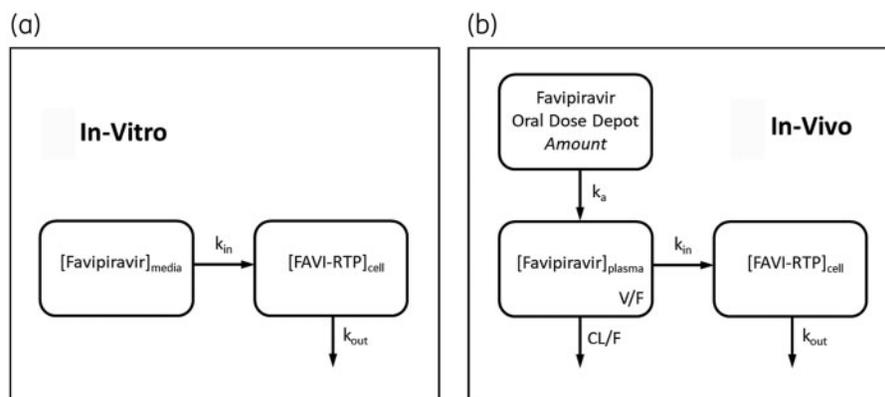 (a)
In-Vitro
[Favipiravir]media
kin
[FAVI-RTP]cell
kout
(b)
Favipiravir
Oral Dose Depot
Amount
In-Vivo
ka
[Favipiravir]plasma
V/F
kin
[FAVI-RTP]cell
CL/F
kout